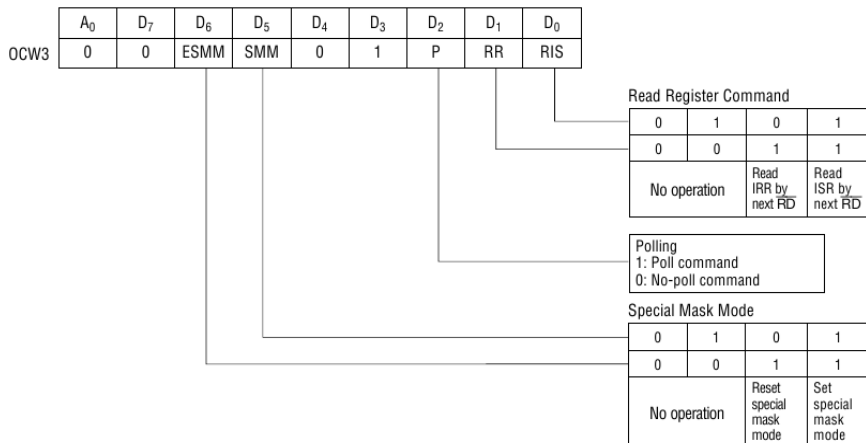 A₀ D₇ D₆ D₅ D₄ D₃ D₂ D₁ D₀
OCW3 0 0 ESMM SMM 0 1 P RR RIS
Read Register Command
0 1 0 1
0 0 1 1
No operation
Read
IRR by
next R̅D̅
Read
ISR by
next R̅D̅
Polling
1: Poll command
0: No-poll command
Special Mask Mode
0 1 0 1
0 0 1 1
No operation
Reset
special
mask
mode
Set
special
mask
mode